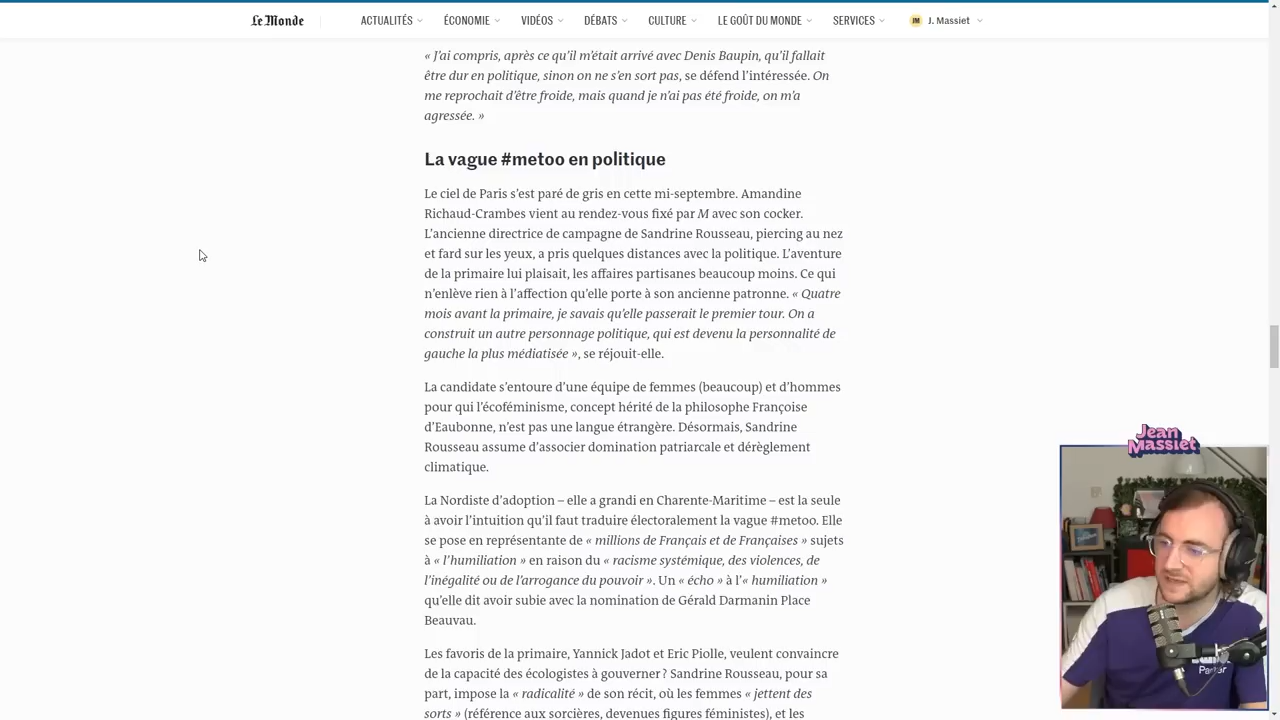 Le Monde
ACTUALITÉS ÉCONOMIE VIDÉOS DÉBATS CULTURE LE GOÛT DU MONDE SERVICES JM J. Massiet
« J'ai compris, après ce qu'il m'était arrivé avec Denis Baupin, qu'il fallait
être dur en politique, sinon on ne s'en sort pas, se défend l'intéressée. On
me reprochait d'être froide, mais quand je n'ai pas été froide, on m'a
agressée. »
La vague #metoo en politique
Le ciel de Paris s'est paré de gris en cette mi-septembre. Amandine
Richaud-Crambes vient au rendez-vous fixé par M avec son cocker.
L'ancienne directrice de campagne de Sandrine Rousseau, piercing au nez
et fard sur les yeux, a pris quelques distances avec la politique. L'aventure
de la primaire lui plaisait, les affaires partisanes beaucoup moins. Ce qui
n'enlève rien à l'affection qu'elle porte à son ancienne patronne. « Quatre
mois avant la primaire, je savais qu'elle passerait le premier tour. On a
construit un autre personnage politique, qui est devenu la personnalité de
gauche la plus médiatisée », se réjouit-elle.
La candidate s'entoure d'une équipe de femmes (beaucoup) et d'hommes
pour qui l'écoféminisme, concept hérité de la philosophe Françoise
d'Eaubonne, n'est pas une langue étrangère. Désormais, Sandrine
Rousseau assume d'associer domination patriarcale et dérèglement
climatique.
La Nordiste d'adoption – elle a grandi en Charente-Maritime – est la seule
à avoir l'intuition qu'il faut traduire électoralement la vague #metoo. Elle
se pose en représentante de « millions de Français et de Françaises » sujets
à « l'humiliation » en raison du « racisme systémique, des violences, de
l'inégalité ou de l'arrogance du pouvoir ». Un « écho » à l'« humiliation »
qu'elle dit avoir subie avec la nomination de Gérald Darmanin Place
Beauvau.
Les favoris de la primaire, Yannick Jadot et Eric Piolle, veulent convaincre
de la capacité des écologistes à gouverner ? Sandrine Rousseau, pour sa
part, impose la « radicalité » de son récit, où les femmes « jettent des
sorts » (référence aux sorcières, devenues figures féministes), et les
Jean
Massiet